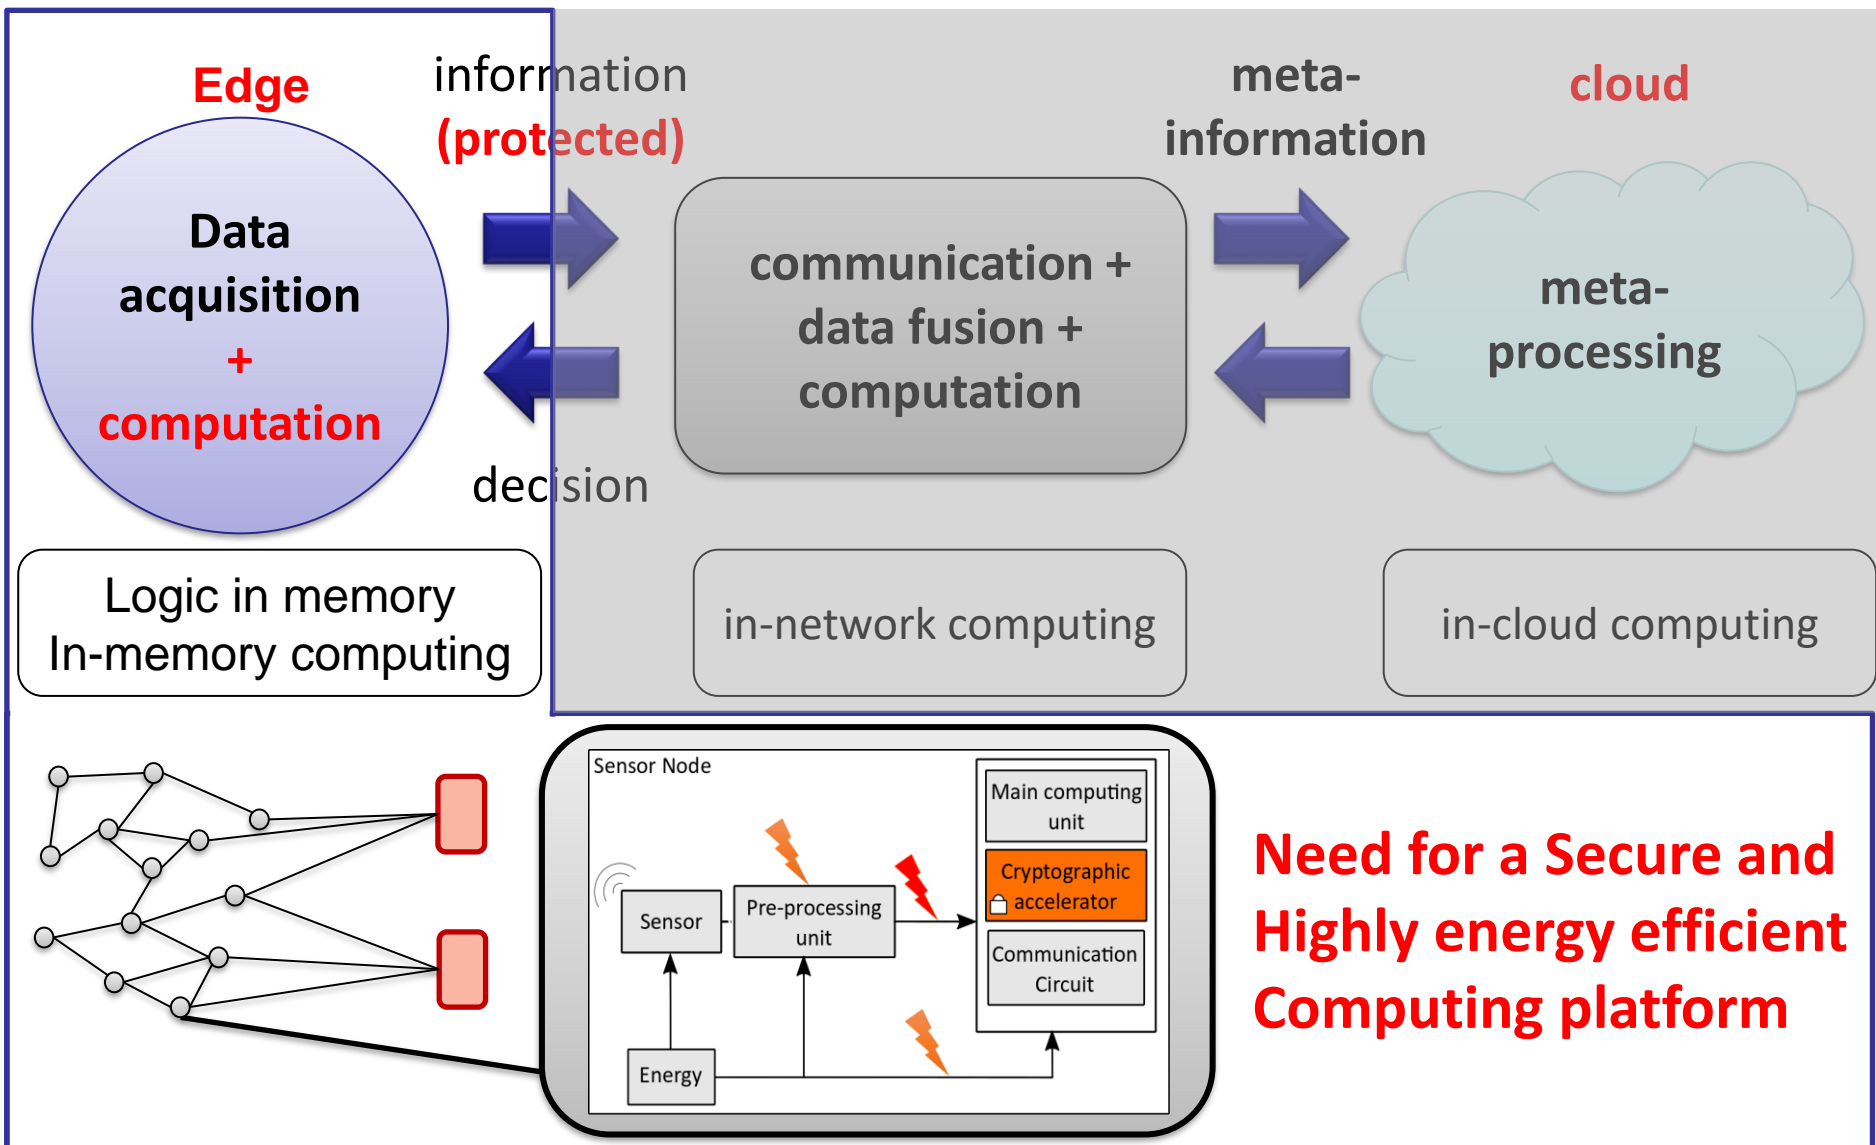 Edge
information
(protected)
meta-
information
cloud
Data
acquisition
+
computation
communication +
data fusion +
computation
meta-
processing
decision
Logic in memory
In-memory computing
in-network computing
in-cloud computing
Sensor Node
Main computing
unit
Cryptographic
accelerator
Communication
Circuit
Sensor
Pre-processing
unit
Energy
Need for a Secure and
Highly energy efficient
Computing platform